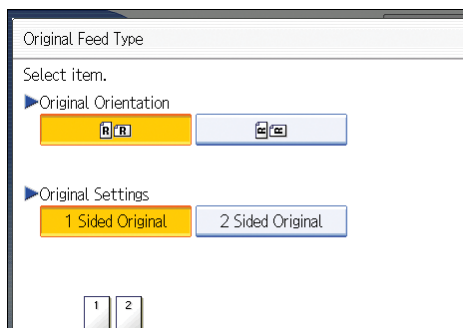 Original Feed Type
Select item.
▶Original Orientation
R R
R R
▶Original Settings
1 Sided Original 2 Sided Original
1 2